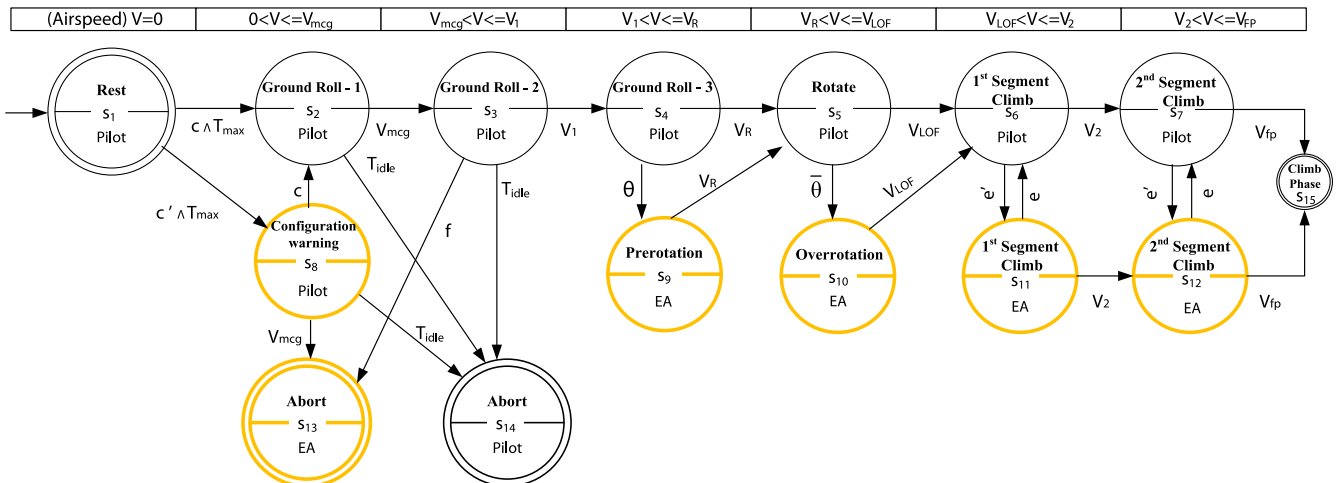 (Airspeed) V=0
0<V<=Vmcg
Vmcg<V<=V1
V1<V<=VR
VR<V<=VLOF
VLOF<V<=V2
V2<V<=VFP
Rest
S1
Pilot
c ∧ Tmax
Ground Roll - 1
S2
Pilot
Vmcg
Ground Roll - 2
S3
Pilot
V1
Ground Roll - 3
S4
Pilot
VR
Rotate
S5
Pilot
VLOF
1st Segment
Climb
S6
Pilot
V2
2nd Segment
Climb
S7
Pilot
Vfp
Climb
Phase
S15
c' ∧ Tmax
c
Tidle
f
Tidle
θ
VR
θ̅
VLOF
e'
e
e'
e
Configuration
warning
S8
Pilot
Prerotation
S9
EA
Overrotation
S10
EA
1st Segment
Climb
S11
EA
V2
2nd Segment
Climb
S12
EA
Vfp
Vmcg
Tidle
Abort
S13
EA
Abort
S14
Pilot